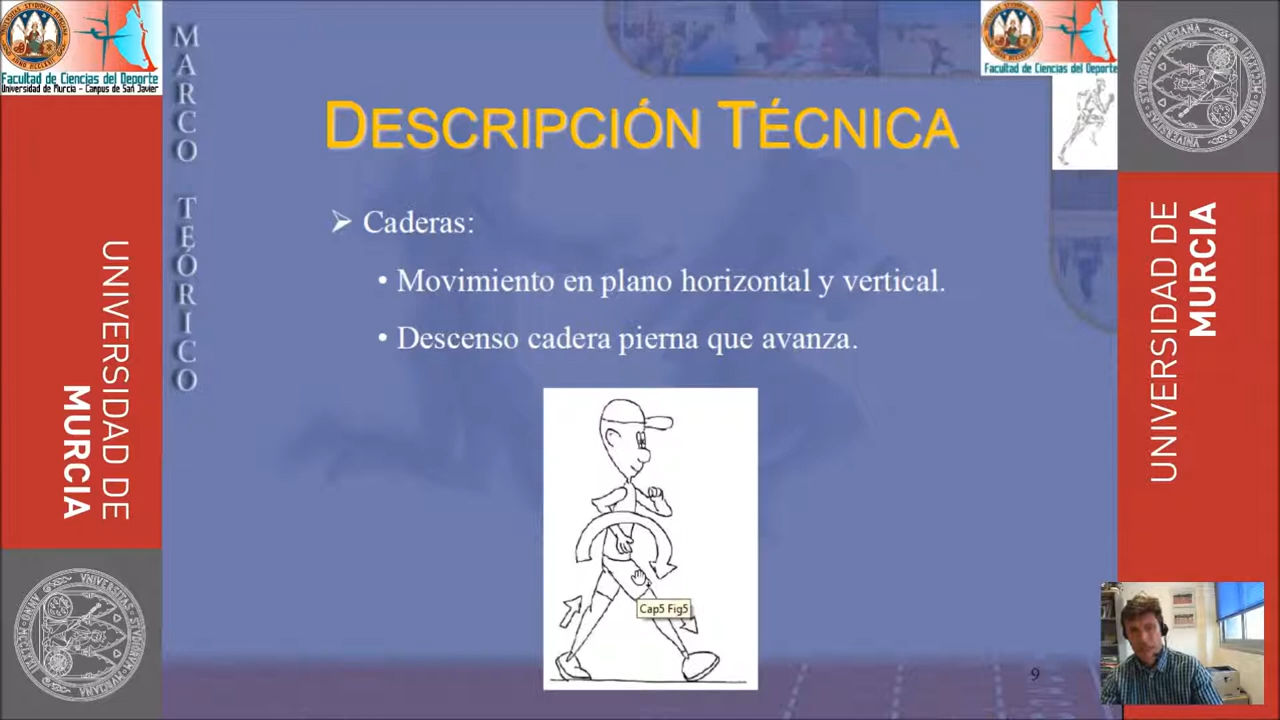 Facultad de Ciencias del Deporte
Universidad de Murcia - Campus de San Javier
Facultad de Ciencias del Deporte
MARCO TEÓRICO
DESCRIPCIÓN TÉCNICA
Caderas:
• Movimiento en plano horizontal y vertical.
• Descenso cadera pierna que avanza.
Cap5 Fig5
9
UNIVERSIDAD DE
MURCIA
UNIVERSIDAD DE
MURCIA